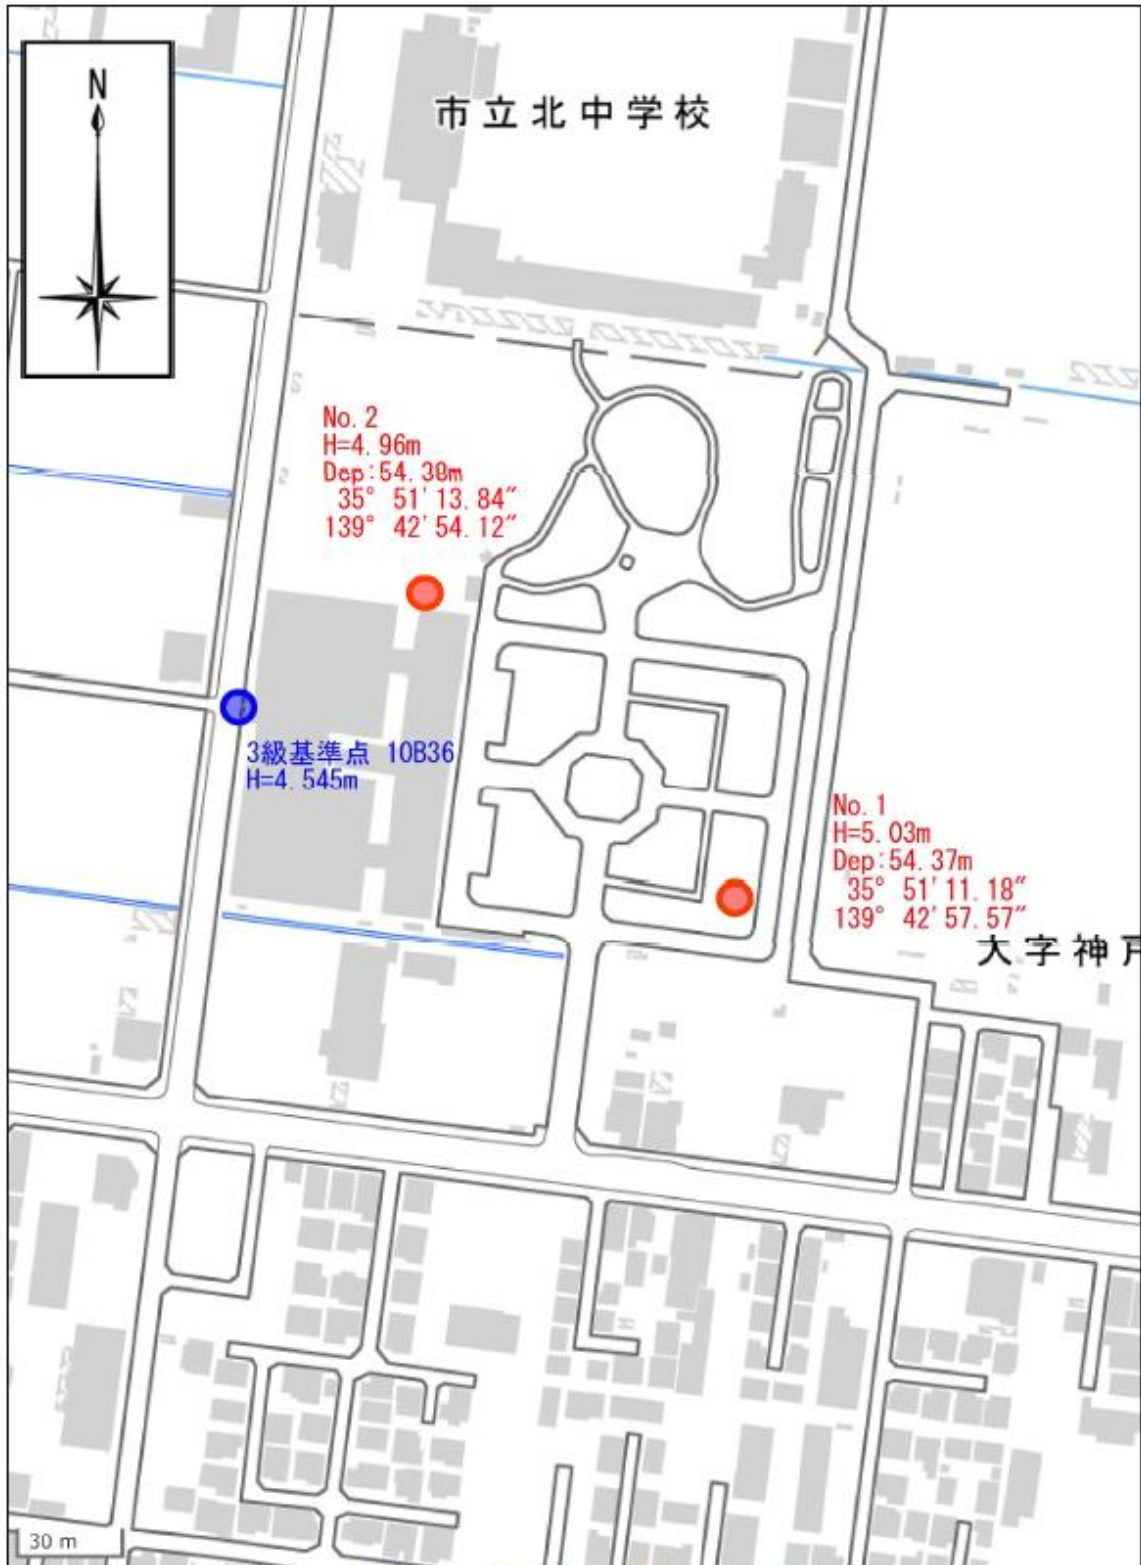 N
市立北中学校
No. 2
H=4.96m
Dep:54.38m
35° 51' 13.84"
139° 42' 54.12"
3級基準点 10B36
H=4.545m
No. 1
H=5.03m
Dep:54.37m
35° 51' 11.18"
139° 42' 57.57"
大字神戸
30 m